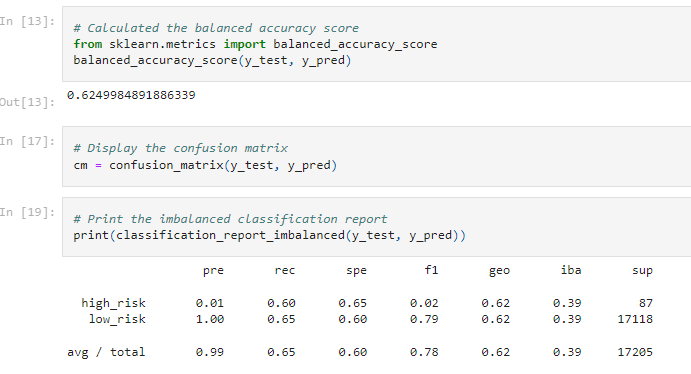 In [13]:
# Calculated the balanced accuracy score
from sklearn.metrics import balanced_accuracy_score
balanced_accuracy_score(y_test, y_pred)
Out[13]: 0.6249984891886339
In [17]:
# Display the confusion matrix
cm = confusion_matrix(y_test, y_pred)
In [19]:
# Print the imbalanced classification report
print(classification_report_imbalanced(y_test, y_pred))
pre rec spe f1 geo iba sup
high_risk 0.01 0.60 0.65 0.02 0.62 0.39 87
low_risk 1.00 0.65 0.60 0.79 0.62 0.39 17118
avg / total 0.99 0.65 0.60 0.78 0.62 0.39 17205